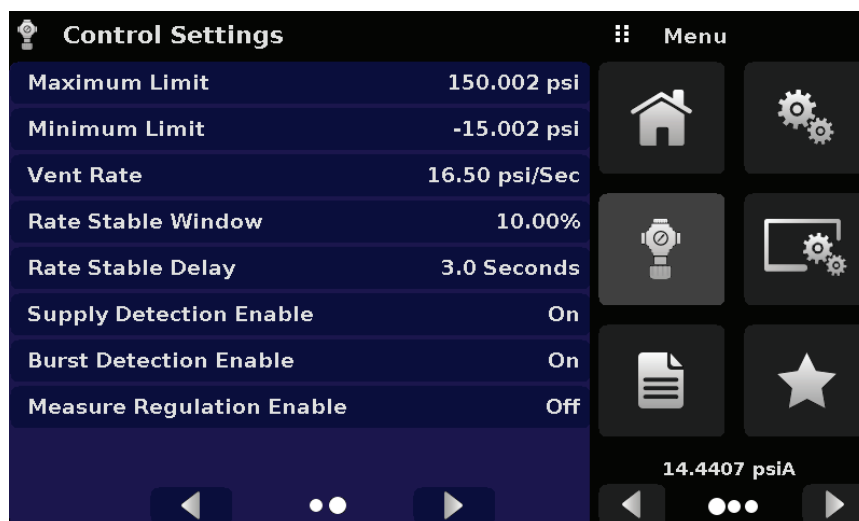 Control Settings
Menu
Maximum Limit 150.002 psi
Minimum Limit -15.002 psi
Vent Rate 16.50 psi/Sec
Rate Stable Window 10.00%
Rate Stable Delay 3.0 Seconds
Supply Detection Enable On
Burst Detection Enable On
Measure Regulation Enable Off
14.4407 psiA